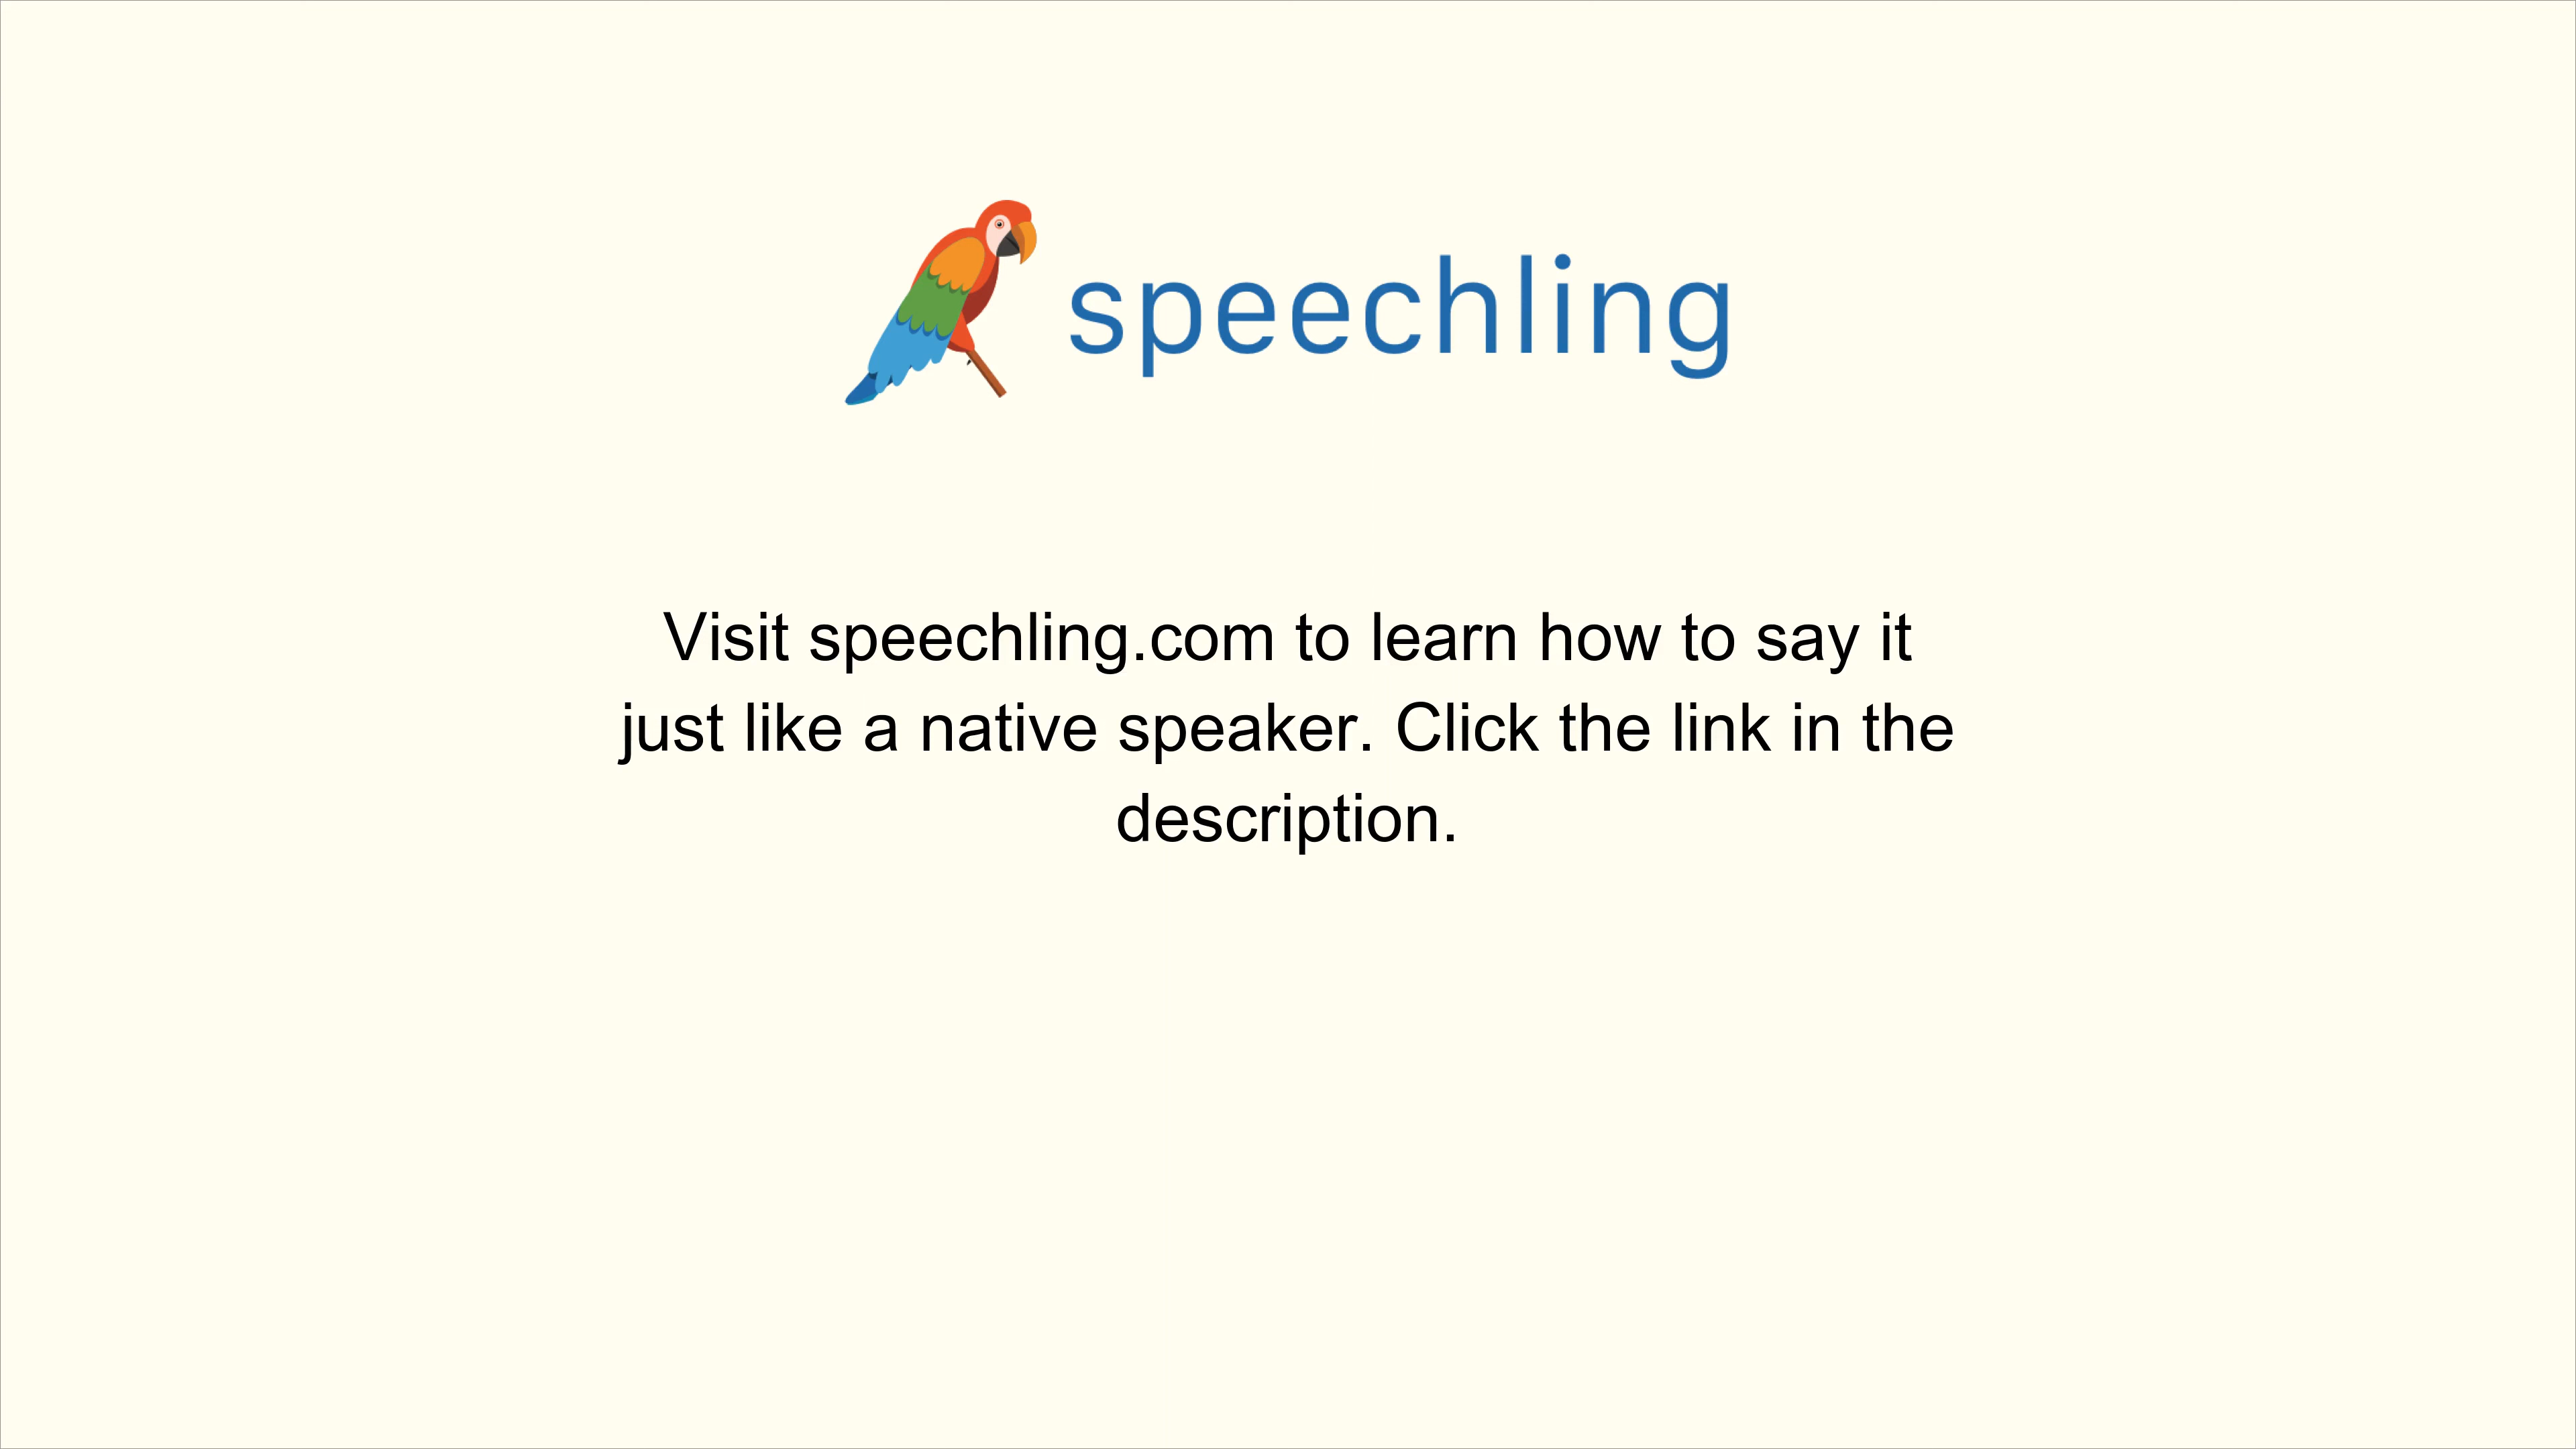 speechling
Visit speechling.com to learn how to say it
just like a native speaker. Click the link in the
description.